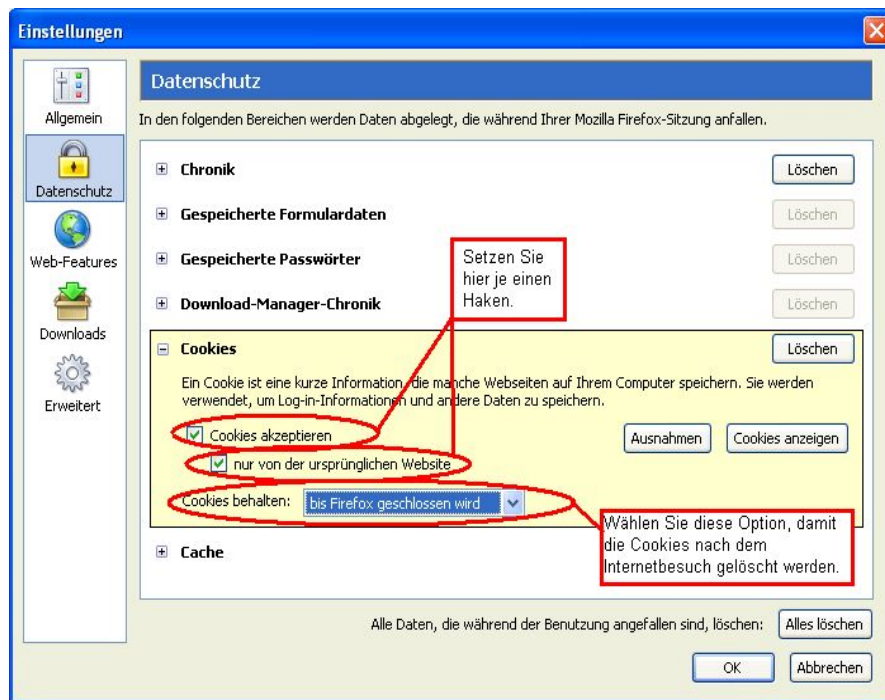 Einstellungen
Datenschutz
Allgemein
In den folgenden Bereichen werden Daten abgelegt, die während Ihrer Mozilla Firefox-Sitzung anfallen.
Datenschutz
Web-Features
Downloads
Erweitert
Chronik
Löschen
Gespeicherte Formulardaten
Löschen
Gespeicherte Passwörter
Löschen
Setzen Sie
hier je einen
Haken.
Download-Manager-Chronik
Löschen
Cookies
Löschen
Ein Cookie ist eine kurze Information, die manche Webseiten auf Ihrem Computer speichern. Sie werden
verwendet, um Log-in-Informationen und andere Daten zu speichern.
Cookies akzeptieren
Ausnahmen
Cookies anzeigen
nur von der ursprünglichen Website
Cookies behalten: bis Firefox geschlossen wird
Wählen Sie diese Option, damit
die Cookies nach dem
Internetbesuch gelöscht werden.
Cache
Alle Daten, die während der Benutzung angefallen sind, löschen: Alles löschen
OK
Abbrechen